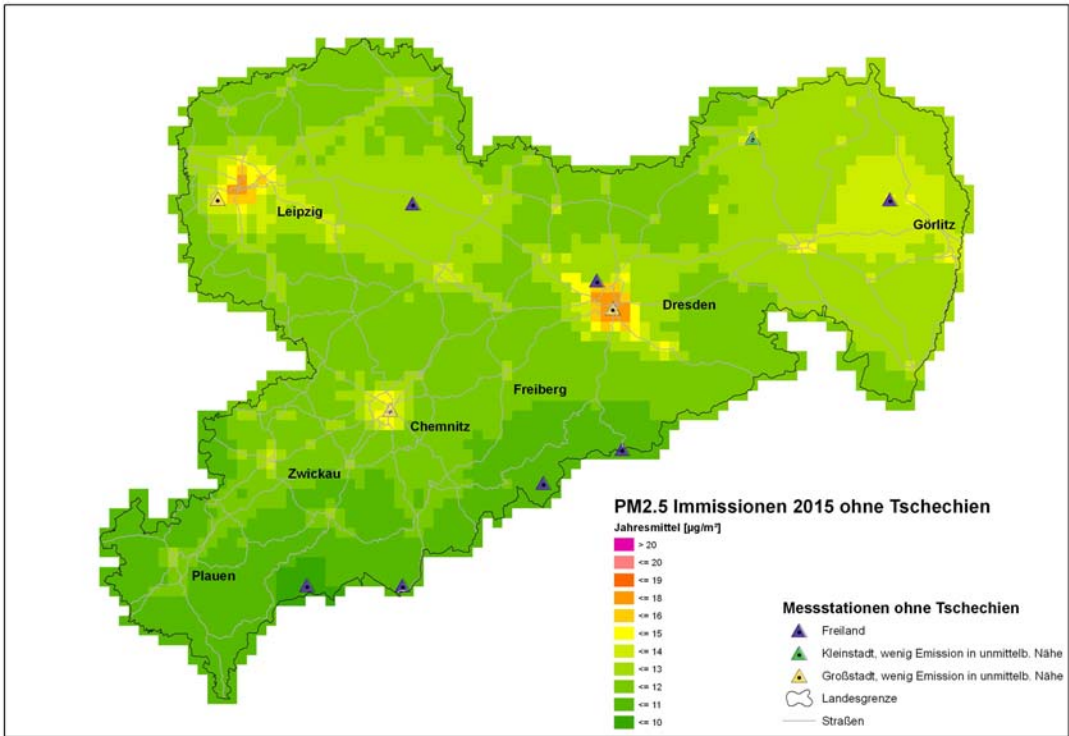 Leipzig
Görlitz
Dresden
Freiberg
Chemnitz
Zwickau
Plauen
PM2.5 Immissionen 2015 ohne Tschechien
Jahresmittel [µg/m³]
> 20
<= 20
<= 19
<= 18
<= 16
<= 15
<= 14
<= 13
<= 12
<= 11
<= 10
Messstationen ohne Tschechien
Freiland
Kleinstadt, wenig Emission in unmittelb. Nähe
Großstadt, wenig Emission in unmittelb. Nähe
Landesgrenze
Straßen